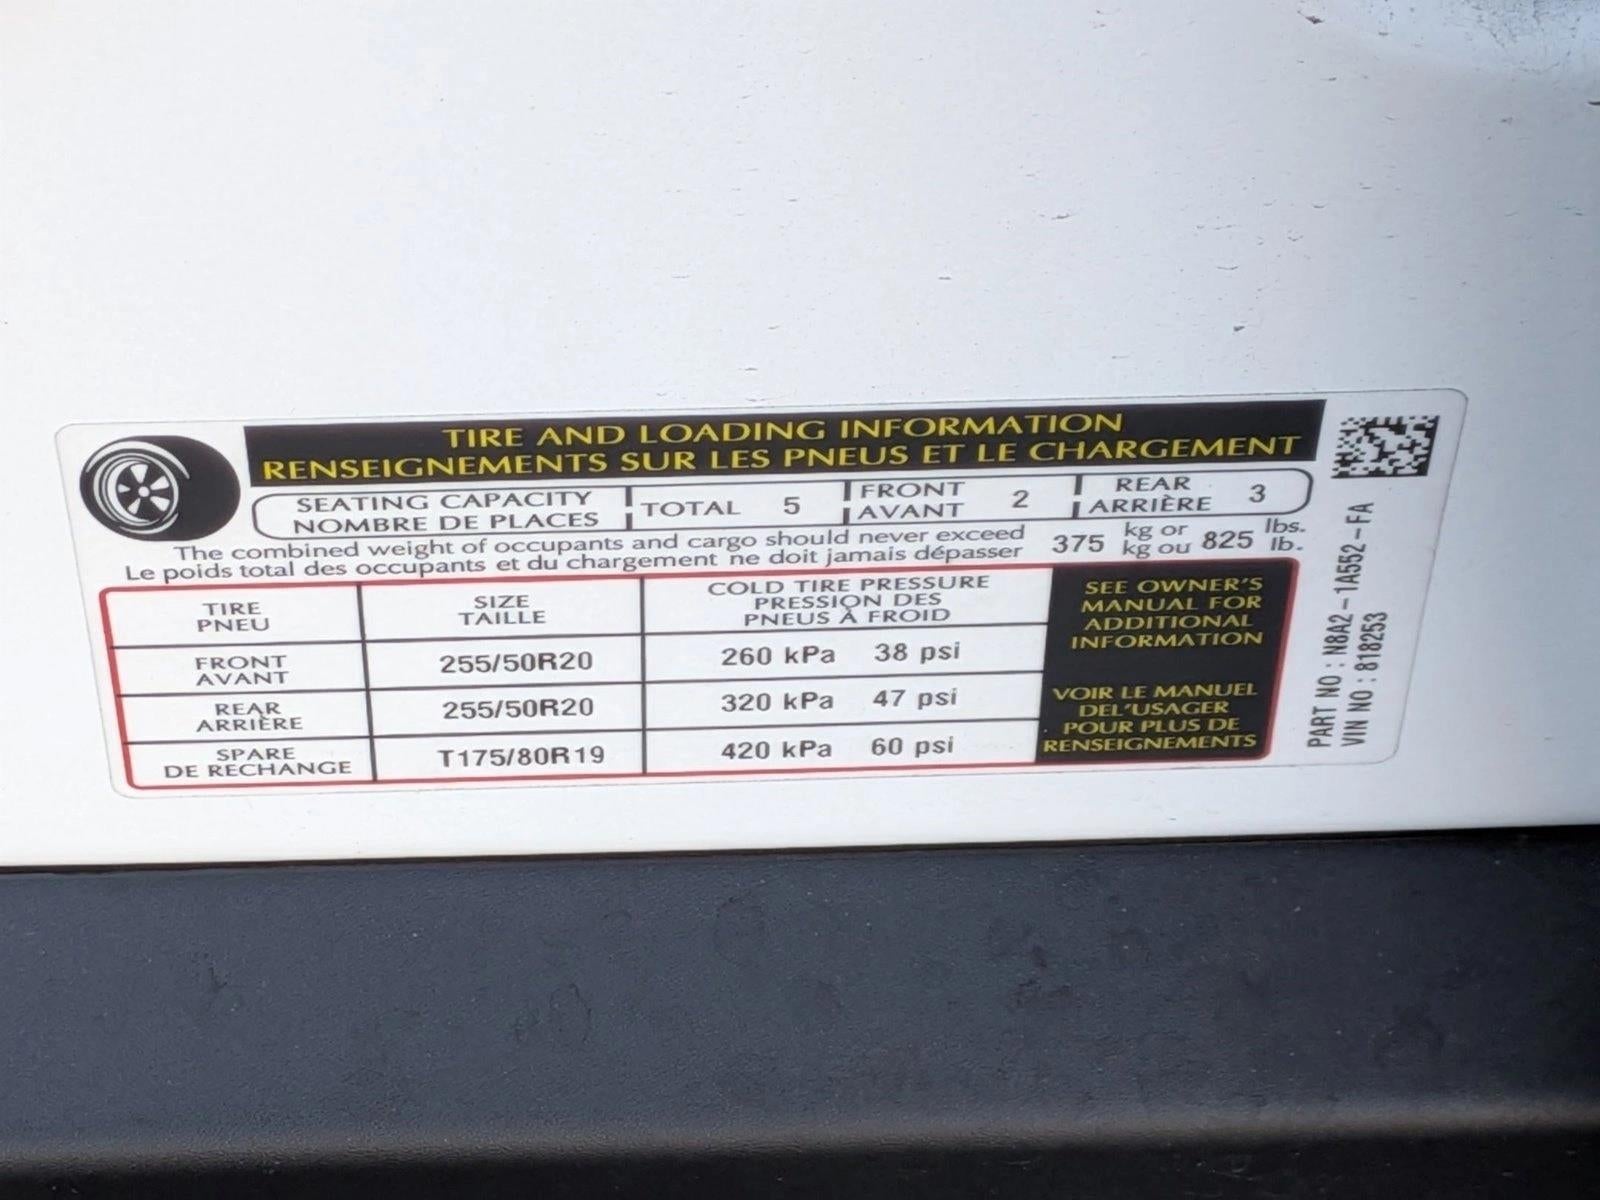 TIRE AND LOADING INFORMATION
RENSEIGNEMENTS SUR LES PNEUS ET LE CHARGEMENT
SEATING CAPACITY TOTAL 5 FRONT 2 REAR 3
NOMBRE DE PLACES AVANT ARRIÈRE
The combined weight of occupants and cargo should never exceed 375 kg or 825 lbs.
Le poids total des occupants et du chargement ne doit jamais dépasser kg ou lb.
TIRE SIZE COLD TIRE PRESSURE
PNEU TAILLE PRESSION DES
PNEUS À FROID
FRONT 255/50R20 260 kPa 38 psi
AVANT
REAR 255/50R20 320 kPa 47 psi
ARRIÈRE
SPARE T175/80R19 420 kPa 60 psi
DE RECHANGE
SEE OWNER'S
MANUAL FOR
ADDITIONAL
INFORMATION
VOIR LE MANUEL
DEL'USAGER
POUR PLUS DE
RENSEIGNEMENTS
PART NO : N8A2-1A552-FA
VIN NO : 818253